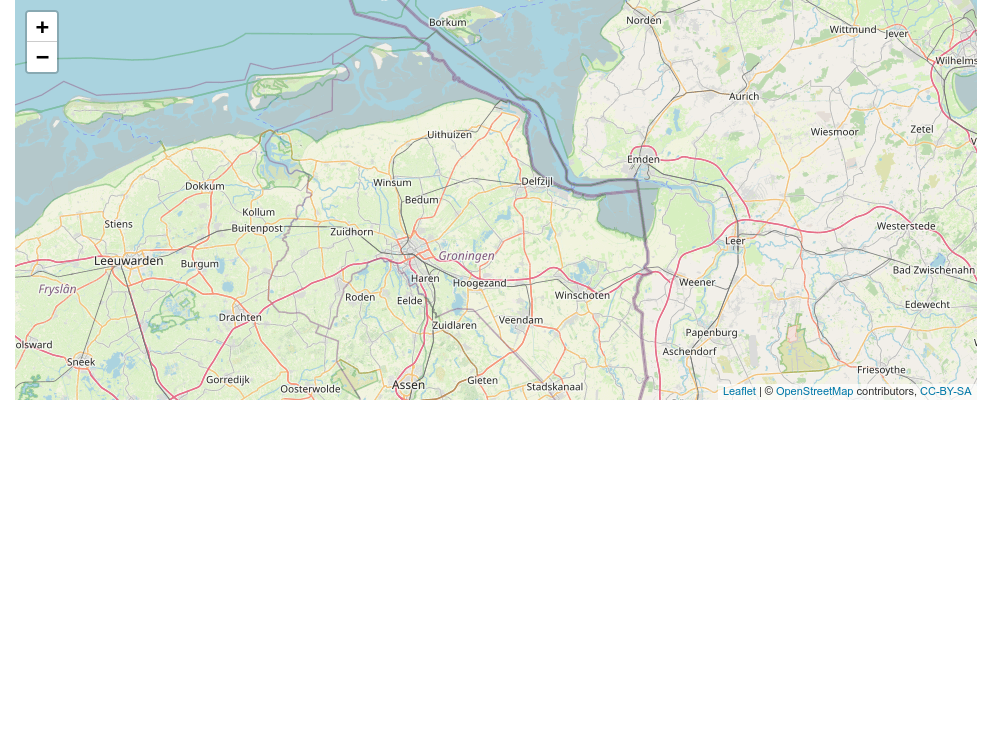 +
−
Borkum
Norden
Wittmund
Jever
Wilhelms
Aurich
Uithuizen
Wiesmoor
Zetel
Emden
Dokkum
Winsum
Delfzijl
Bedum
Kollum
Stiens
Buitenpost
Zuidhorn
Westerstede
Leer
Leeuwarden
Burgum
Groningen
Bad Zwischenahn
Haren
Hoogezand
Weener
Fryslân
Roden
Eelde
Winschoten
Edewecht
Drachten
Zuidlaren
Veendam
Papenburg
olsward
Aschendorf
Sneek
Friesoythe
Gorredijk
Gieten
Oosterwolde
Assen
Stadskanaal
Leaflet | © OpenStreetMap contributors, CC-BY-SA